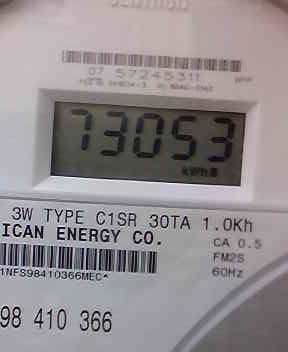 07 57245311
73053
kWh
3W TYPE C1SR 30TA 1.0Kh
ICAN ENERGY CO.
CA 0.5
FM2S
60Hz
1NFS98410366MEC*
98 410 366